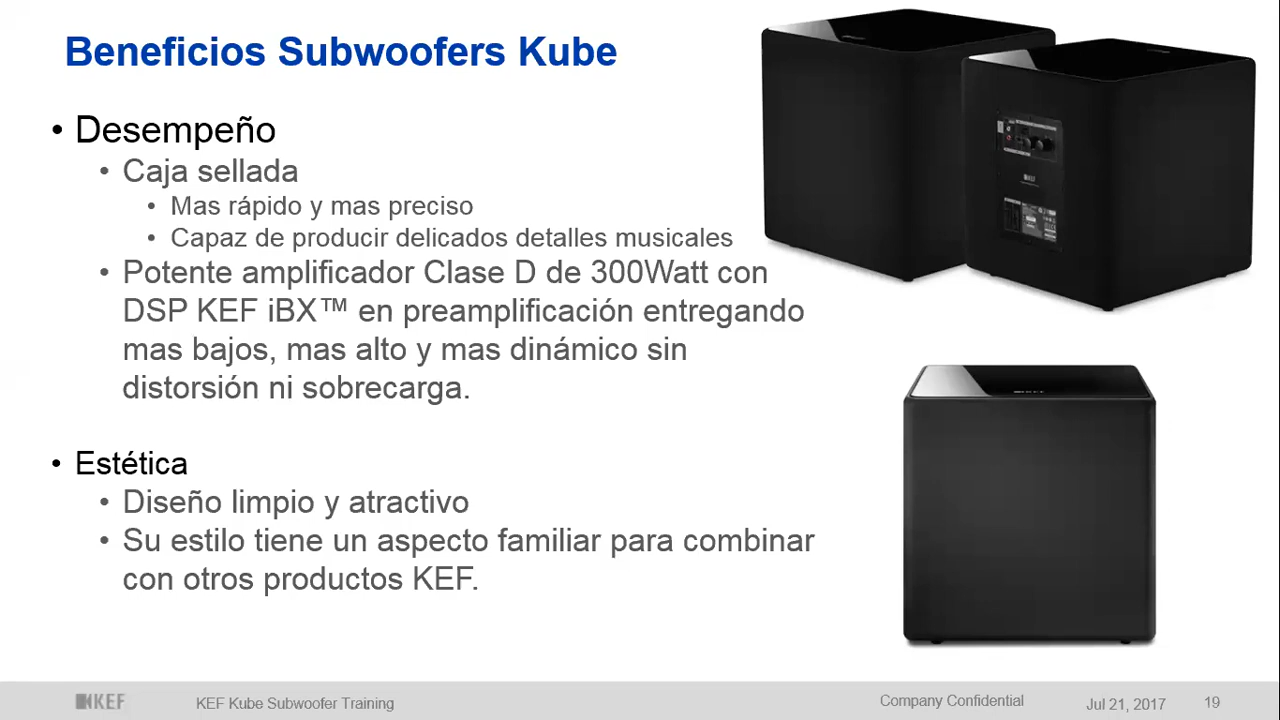 Beneficios Subwoofers Kube
• Desempeño
• Caja sellada
• Mas rápido y mas preciso
• Capaz de producir delicados detalles musicales
• Potente amplificador Clase D de 300Watt con
DSP KEF iBX™ en preamplificación entregando
mas bajos, mas alto y mas dinámico sin
distorsión ni sobrecarga.
• Estética
• Diseño limpio y atractivo
• Su estilo tiene un aspecto familiar para combinar
con otros productos KEF.
KEF
KEF
KEF Kube Subwoofer Training
Company Confidential
Jul 21, 2017
19